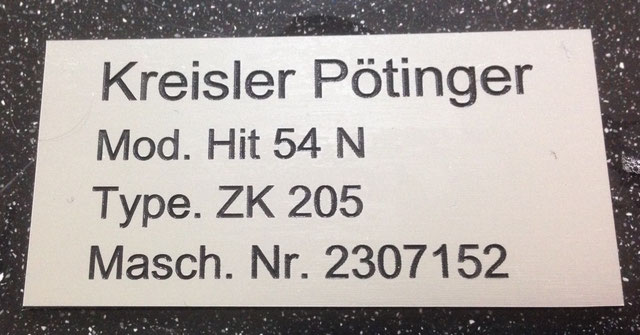 Kreisler Pötinger
Mod. Hit 54 N
Type. ZK 205
Masch. Nr. 2307152